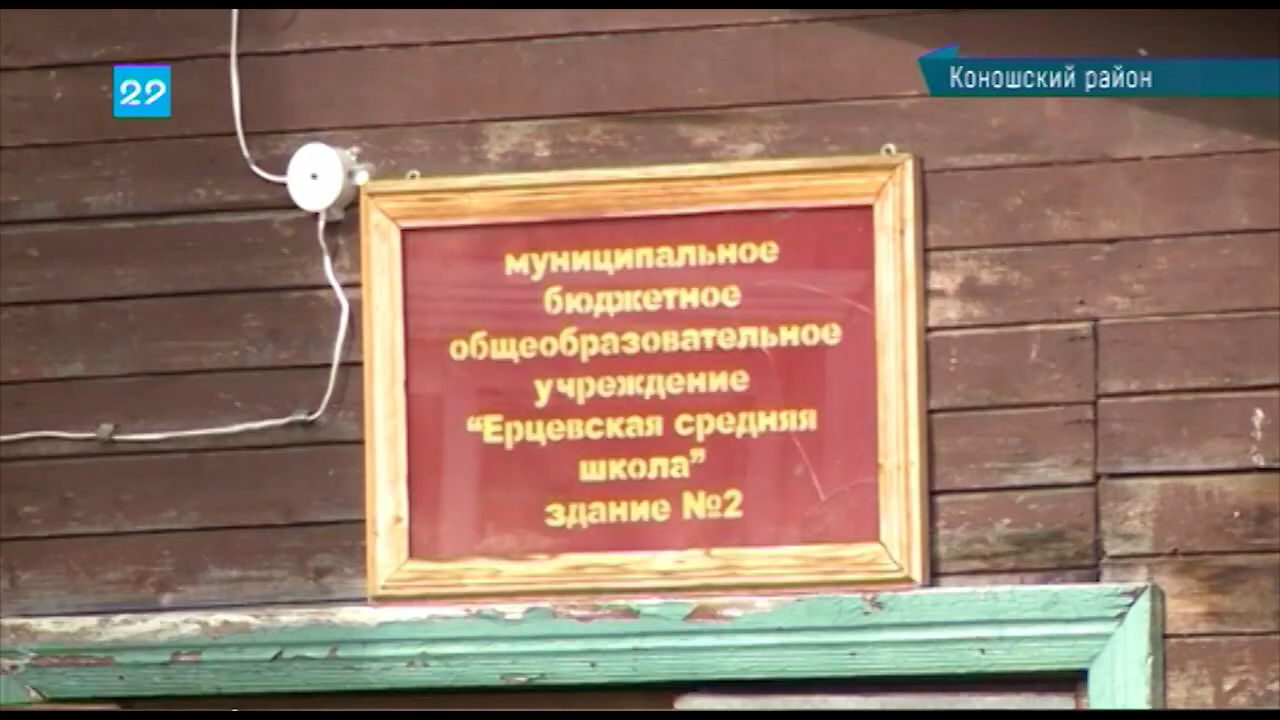 29
Коношский район
муниципальное
бюджетное
общеобразовательное
учреждение
“Ерцевская средняя
школа”
здание №2